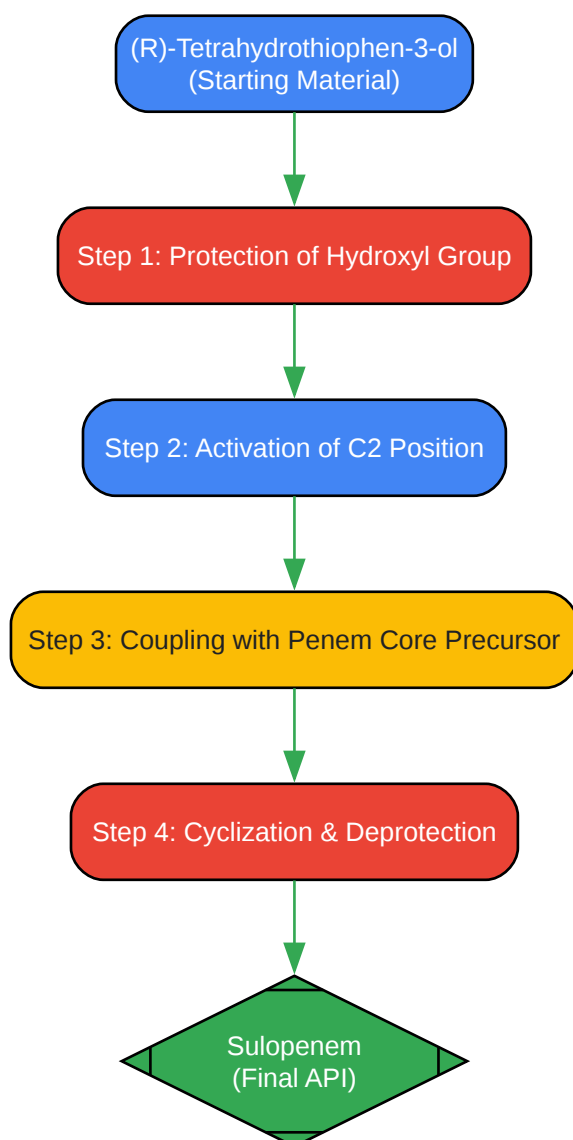 (R)-Tetrahydrothiophen-3-ol
(Starting Material)
Step 1: Protection of Hydroxyl Group
Step 2: Activation of C2 Position
Step 3: Coupling with Penem Core Precursor
Step 4: Cyclization & Deprotection
Sulopenem
(Final API)